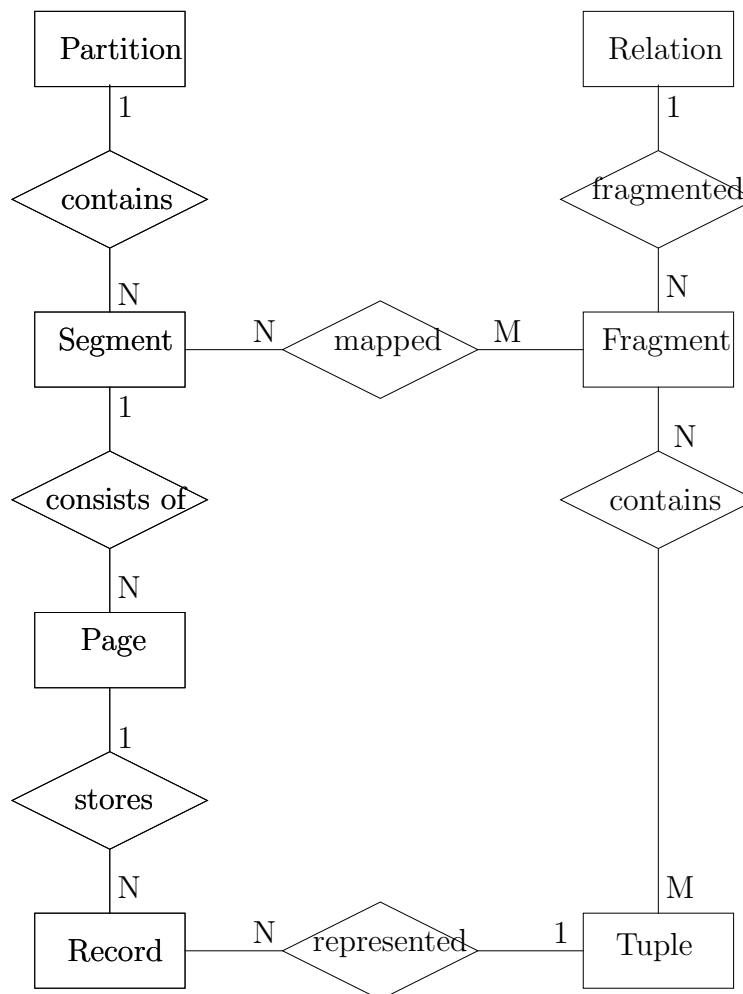 Partition
Relation
1
1
contains
fragmented
N
N
Segment
N
mapped
M
Fragment
1
N
consists of
contains
N
Page
1
stores
N
M
Record
N
represented
1
Tuple